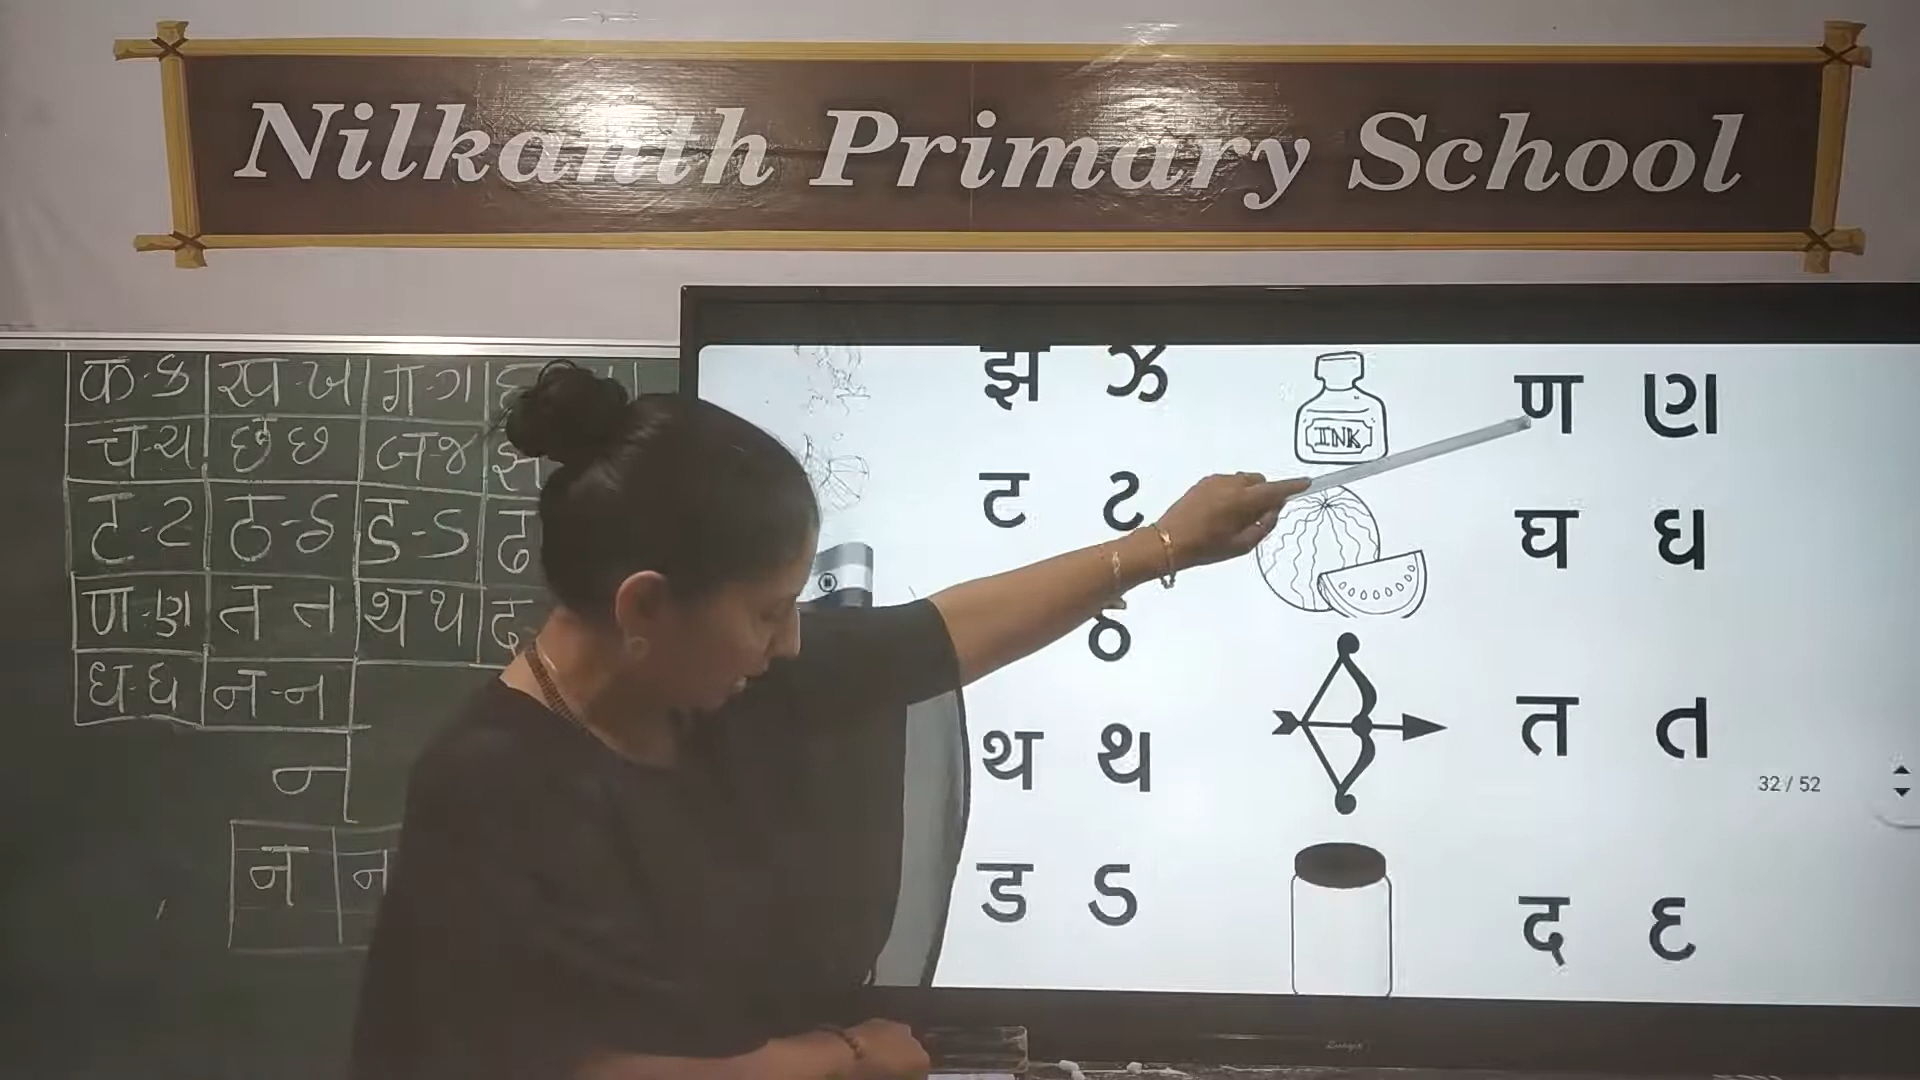 Nilkanth Primary School
क-ક ख-ખ ग-ગ
च-ચ छ છ ज-જ झ
ट-ટ ठ-ઠ ड-ડ ढ
ण-ણ त ત थ થ द-
ध-ધ न-ન
न
न ન
झ ઝ
ट ટ
ઠ
थ થ
ड ડ
INK
ण ણ
घ ઘ
त ત
द દ
32 / 52